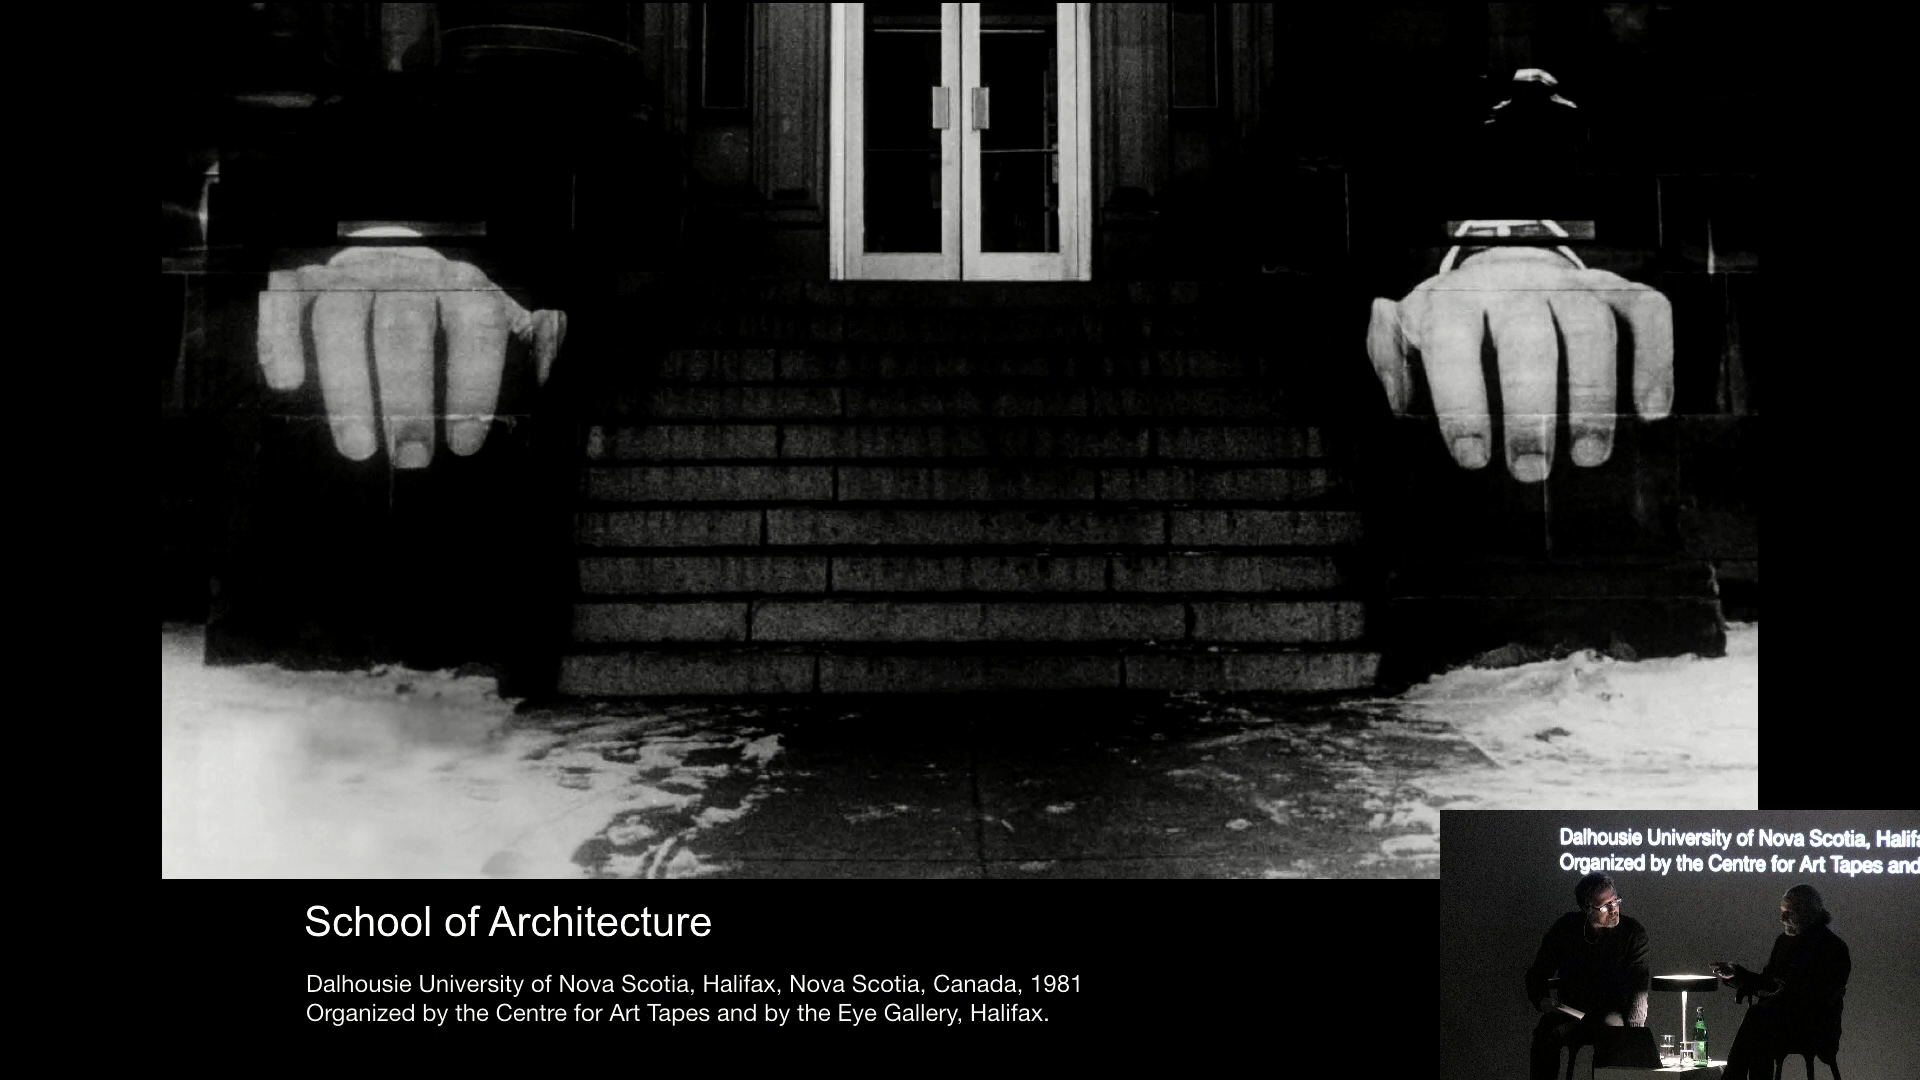 School of Architecture
Dalhousie University of Nova Scotia, Halifax, Nova Scotia, Canada, 1981
Organized by the Centre for Art Tapes and by the Eye Gallery, Halifax.
Dalhousie University of Nova Scotia, Halifa
Organized by the Centre for Art Tapes and